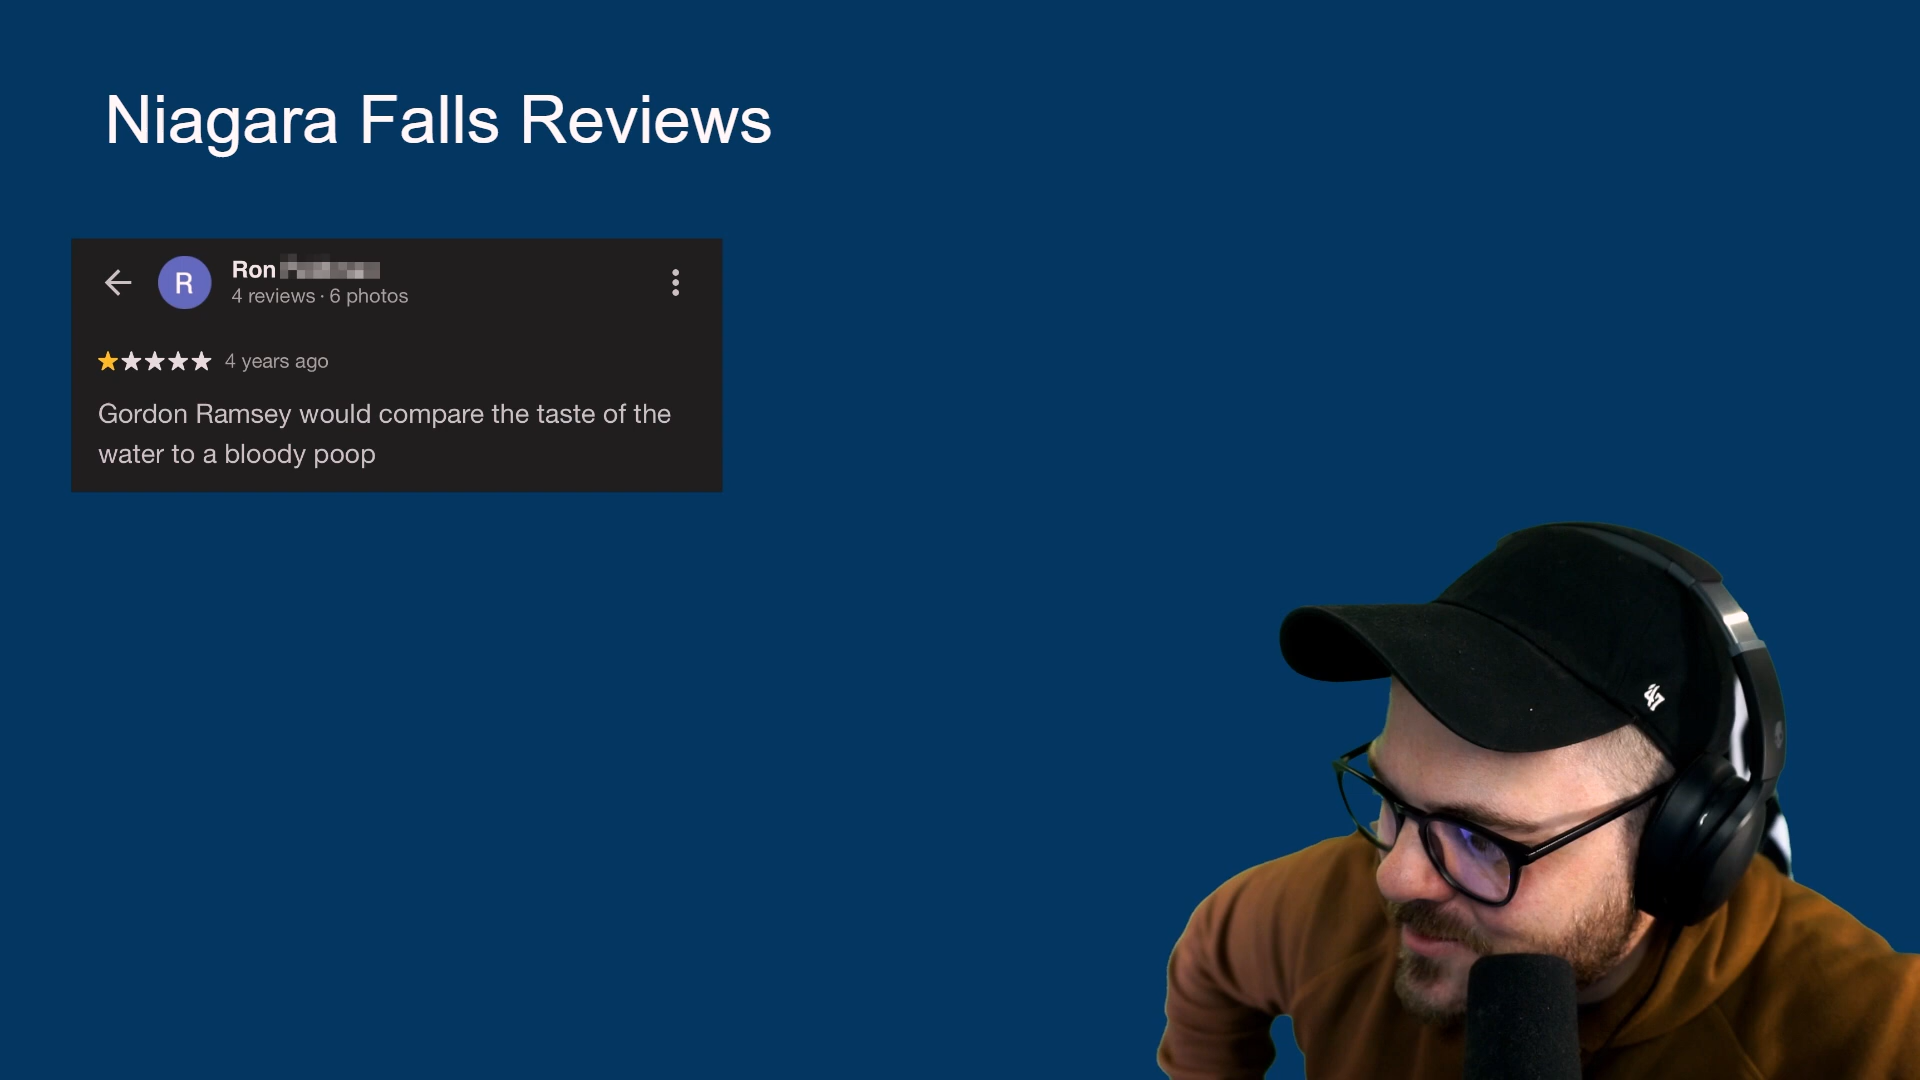 Niagara Falls Reviews
R
Ron
4 reviews · 6 photos
4 years ago
Gordon Ramsey would compare the taste of the
water to a bloody poop
47